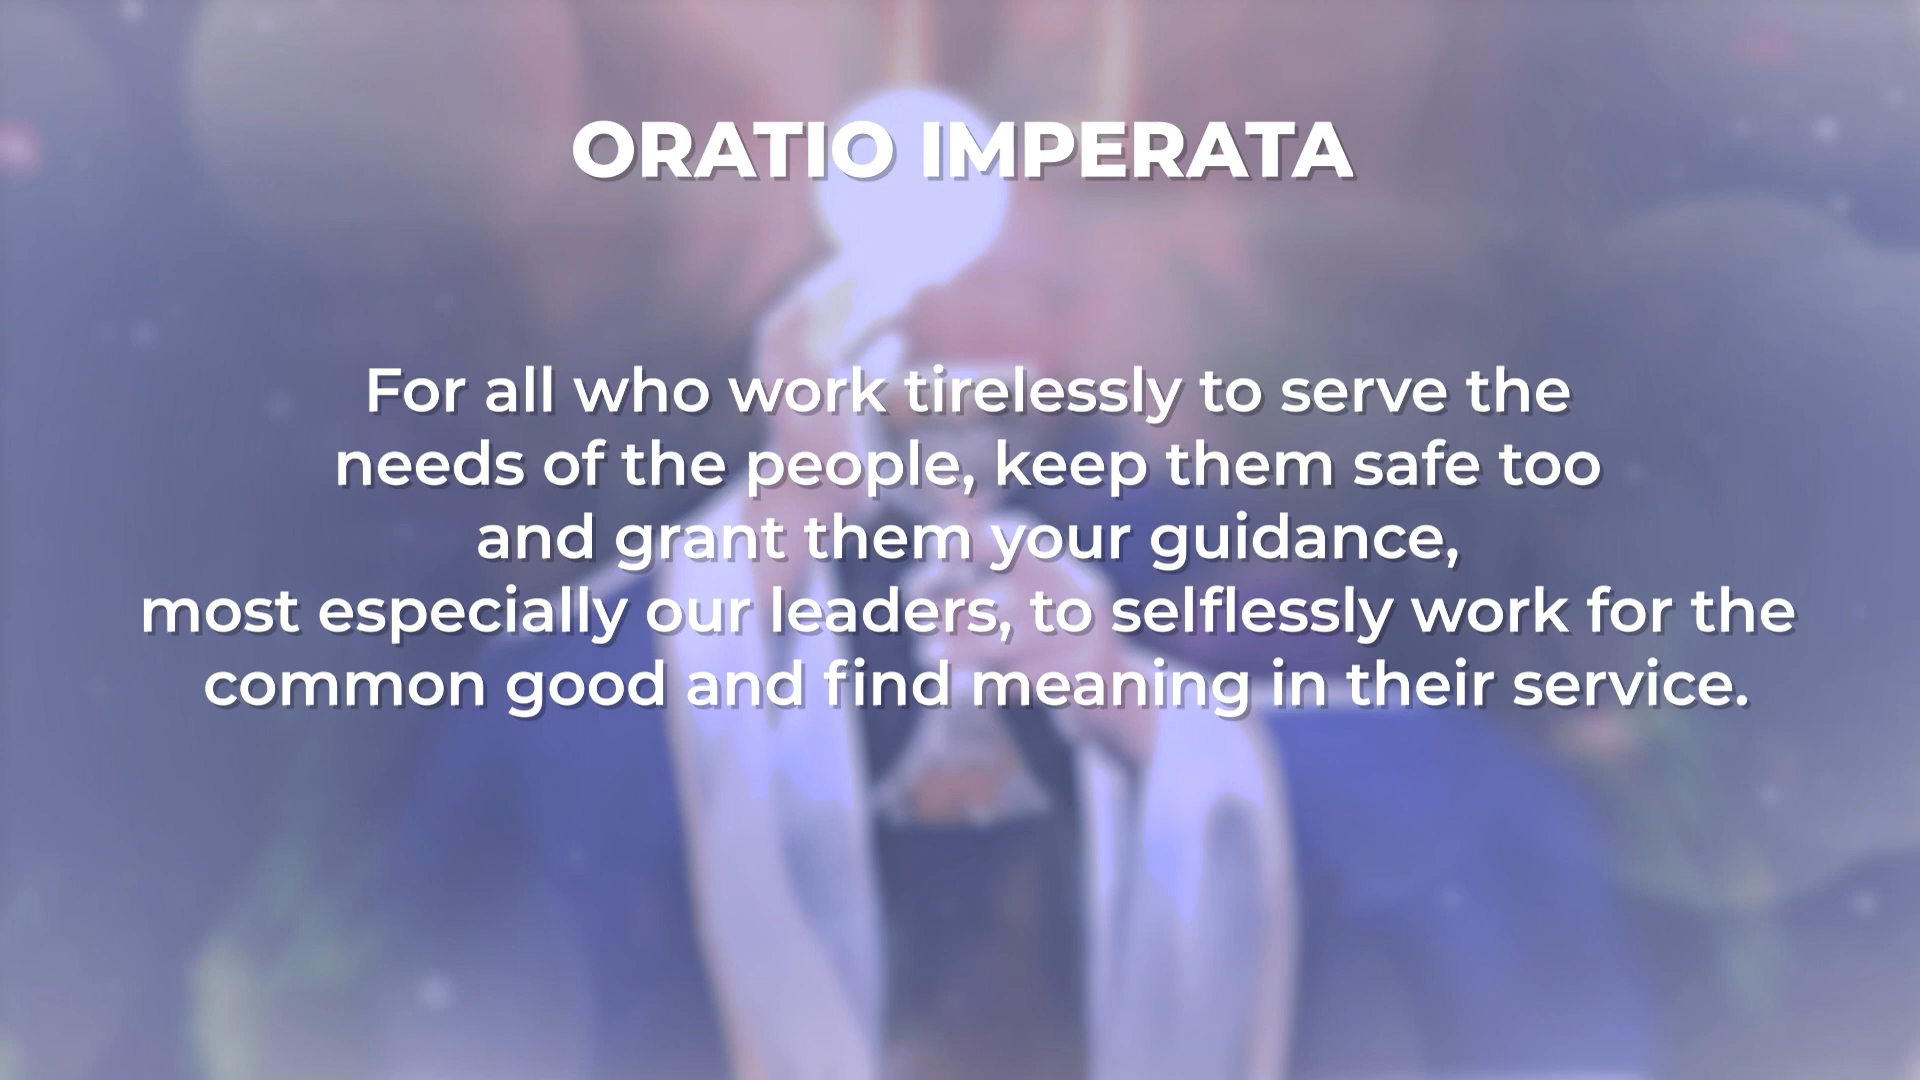 ORATIO IMPERATA
For all who work tirelessly to serve the
needs of the people, keep them safe too
and grant them your guidance,
most especially our leaders, to selflessly work for the
common good and find meaning in their service.